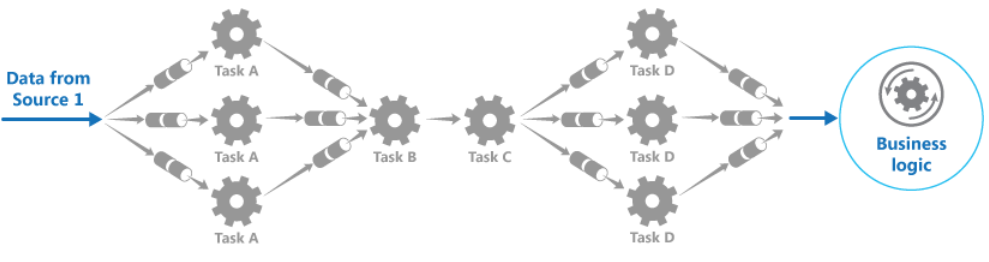 Data from
Source 1
Task A
Task A
Task A
Task B
Task C
Task D
Task D
Task D
Business
logic